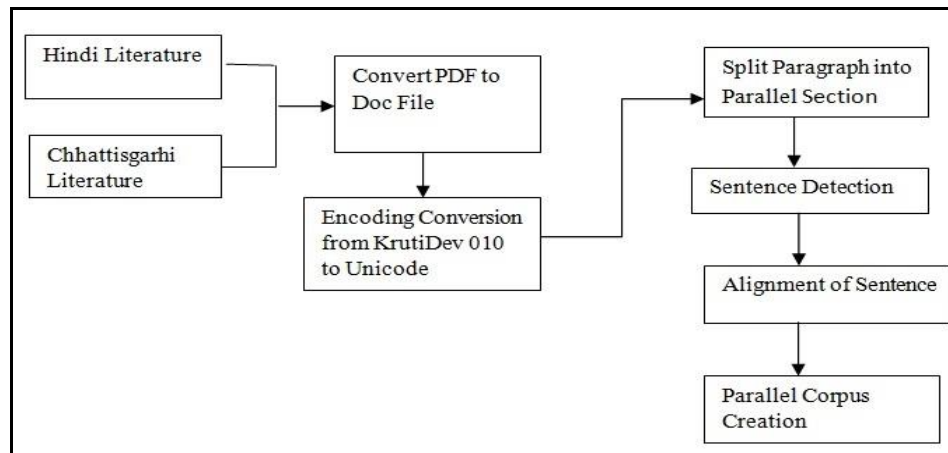 Hindi Literature
Chhattisgarhi
Literature
Convert PDF to
Doc File
Encoding Conversion
from KrutiDev 010
to Unicode
Split Paragraph into
Parallel Section
Sentence Detection
Alignment of Sentence
Parallel Corpus
Creation